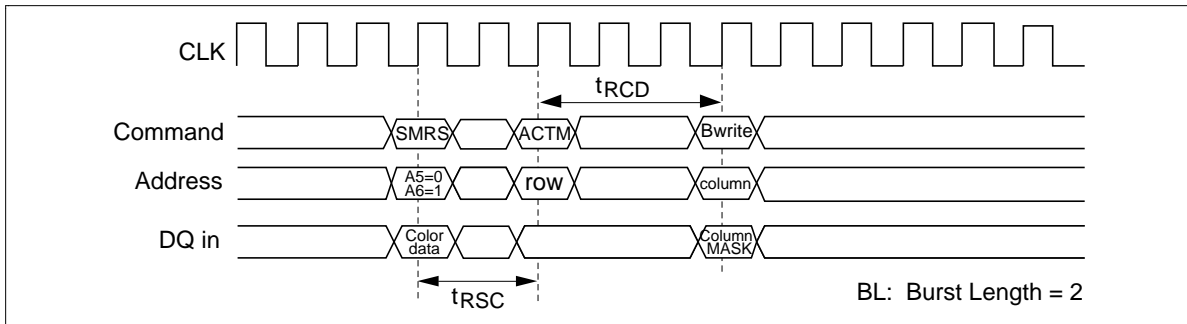 CLK
tRCD
Command
SMRS
ACTM
Bwrite
Address
A5=0
A6=1
row
column
DQ in
Color
data
Column
MASK
tRSC
BL: Burst Length = 2